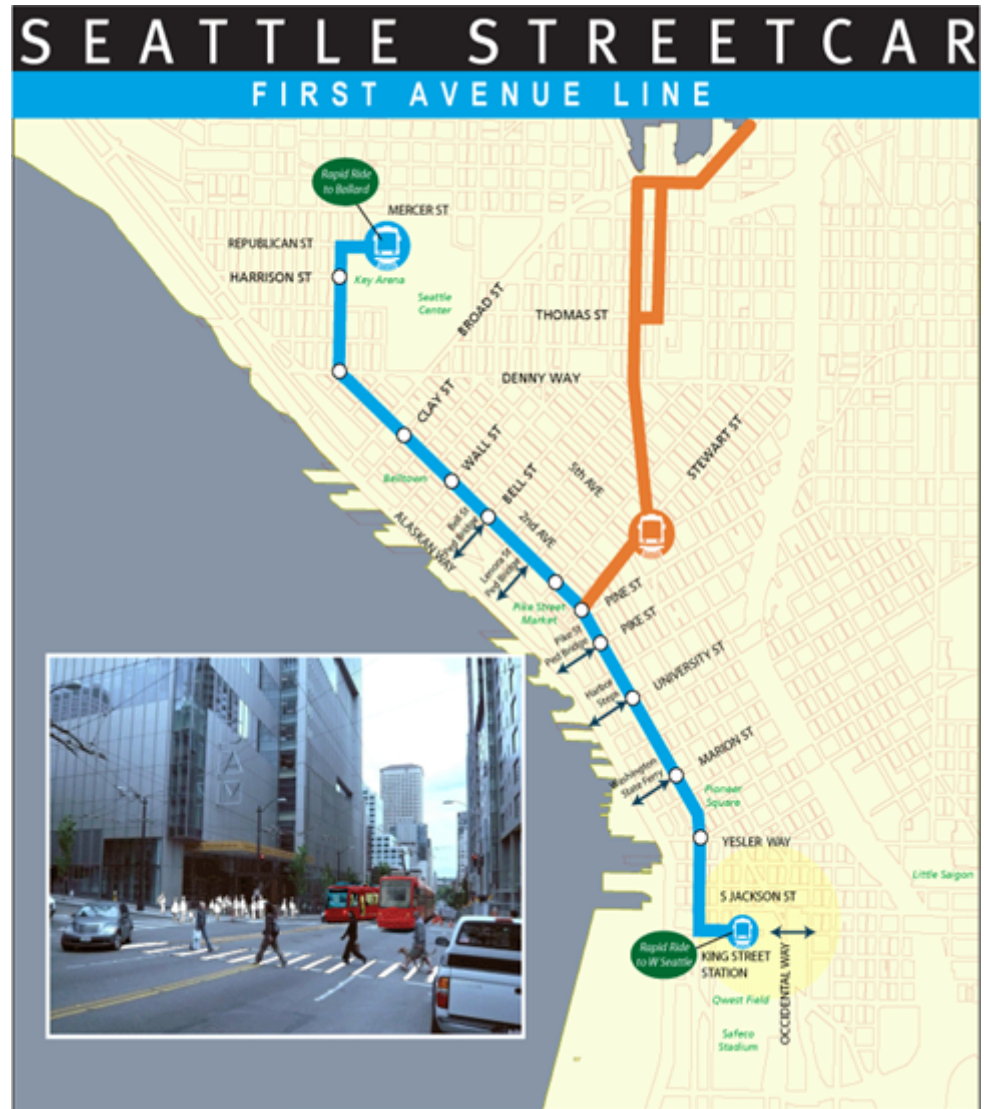 SEATTLE STREETCAR
FIRST AVENUE LINE
Rapid Ride
to Ballard
MERCER ST
REPUBLICAN ST
HARRISON ST
Key Arena
Seattle
Center
BROAD ST
THOMAS ST
DENNY WAY
CLAY ST
WALL ST
BELL ST
5th AVE
STEWART ST
Belltown
2nd AVE
ALASKAN WAY
Bell St
Ped Bridge
Lenora St
Ped Bridge
Pike Street
Market
PINE ST
PIKE ST
Pike St
Ped Bridge
UNIVERSITY ST
Harbor
Steps
MARION ST
Washington
State Ferry
Pioneer
Square
YESLER WAY
Little Saigon
S JACKSON ST
Rapid Ride
to W Seattle
KING STREET
STATION
OCCIDENTAL WAY
Qwest Field
Safeco
Stadium